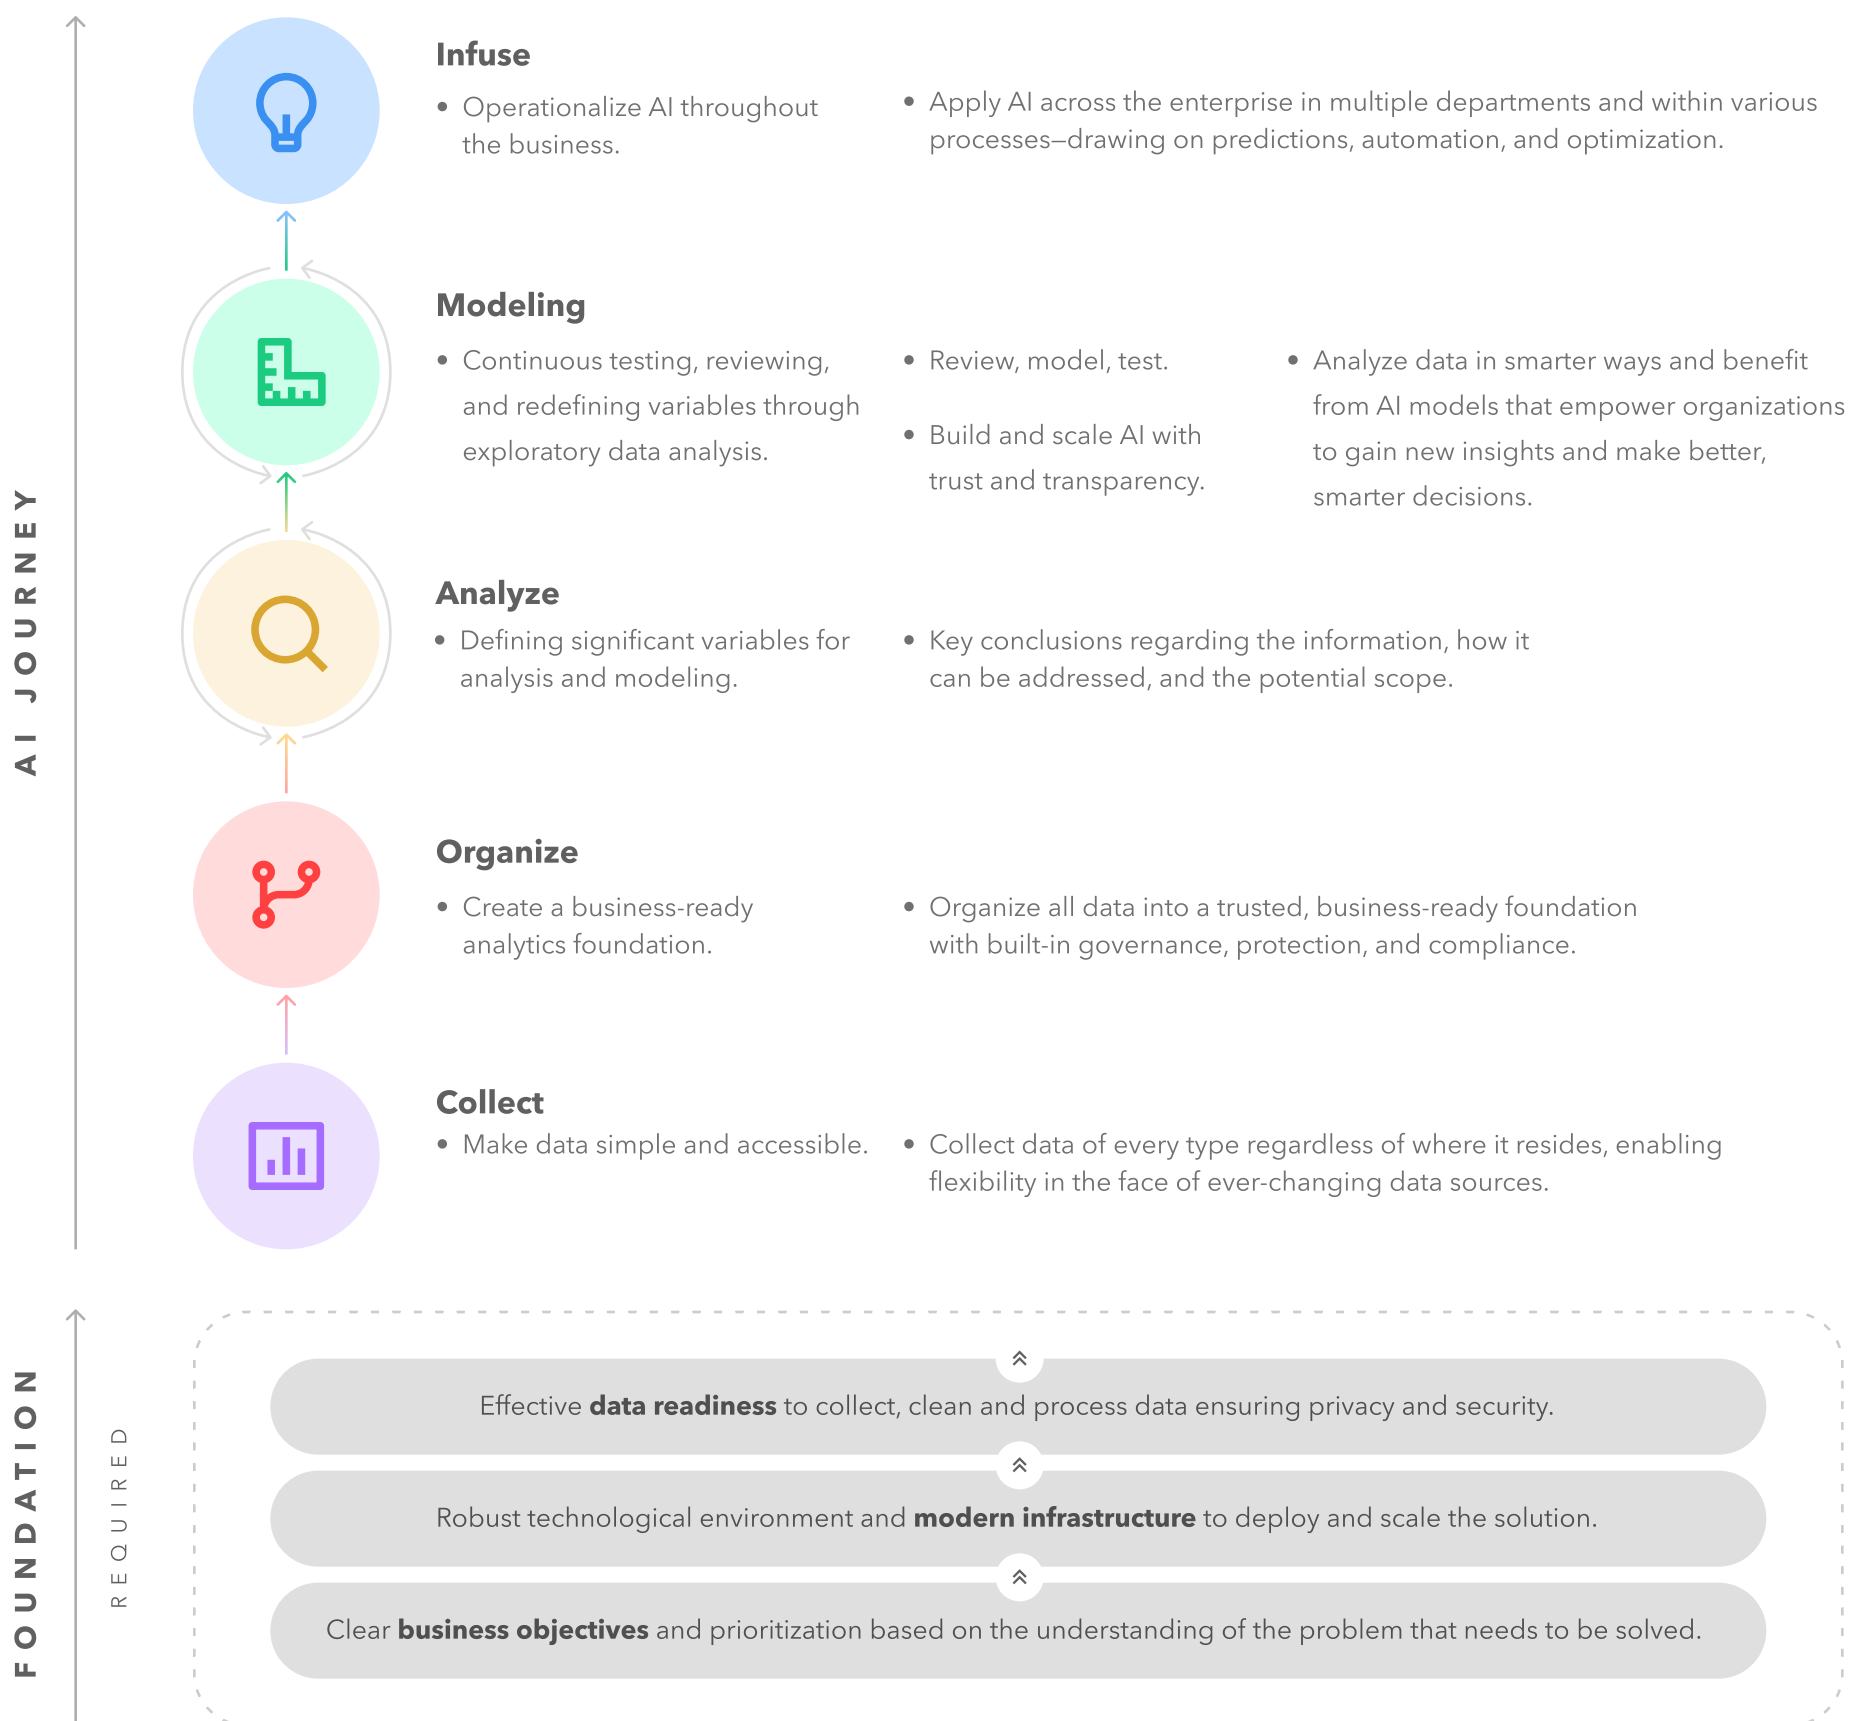 AI JOURNEY
Infuse
• Operationalize AI throughout
the business.
• Apply AI across the enterprise in multiple departments and within various
processes—drawing on predictions, automation, and optimization.
Modeling
• Continuous testing, reviewing,
and redefining variables through
exploratory data analysis.
• Review, model, test.
• Build and scale AI with
trust and transparency.
• Analyze data in smarter ways and benefit
from AI models that empower organizations
to gain new insights and make better,
smarter decisions.
Analyze
• Defining significant variables for
analysis and modeling.
• Key conclusions regarding the information, how it
can be addressed, and the potential scope.
Organize
• Create a business-ready
analytics foundation.
• Organize all data into a trusted, business-ready foundation
with built-in governance, protection, and compliance.
Collect
• Make data simple and accessible.
• Collect data of every type regardless of where it resides, enabling
flexibility in the face of ever-changing data sources.
FOUNDATION
REQUIRED
Effective data readiness to collect, clean and process data ensuring privacy and security.
Robust technological environment and modern infrastructure to deploy and scale the solution.
Clear business objectives and prioritization based on the understanding of the problem that needs to be solved.